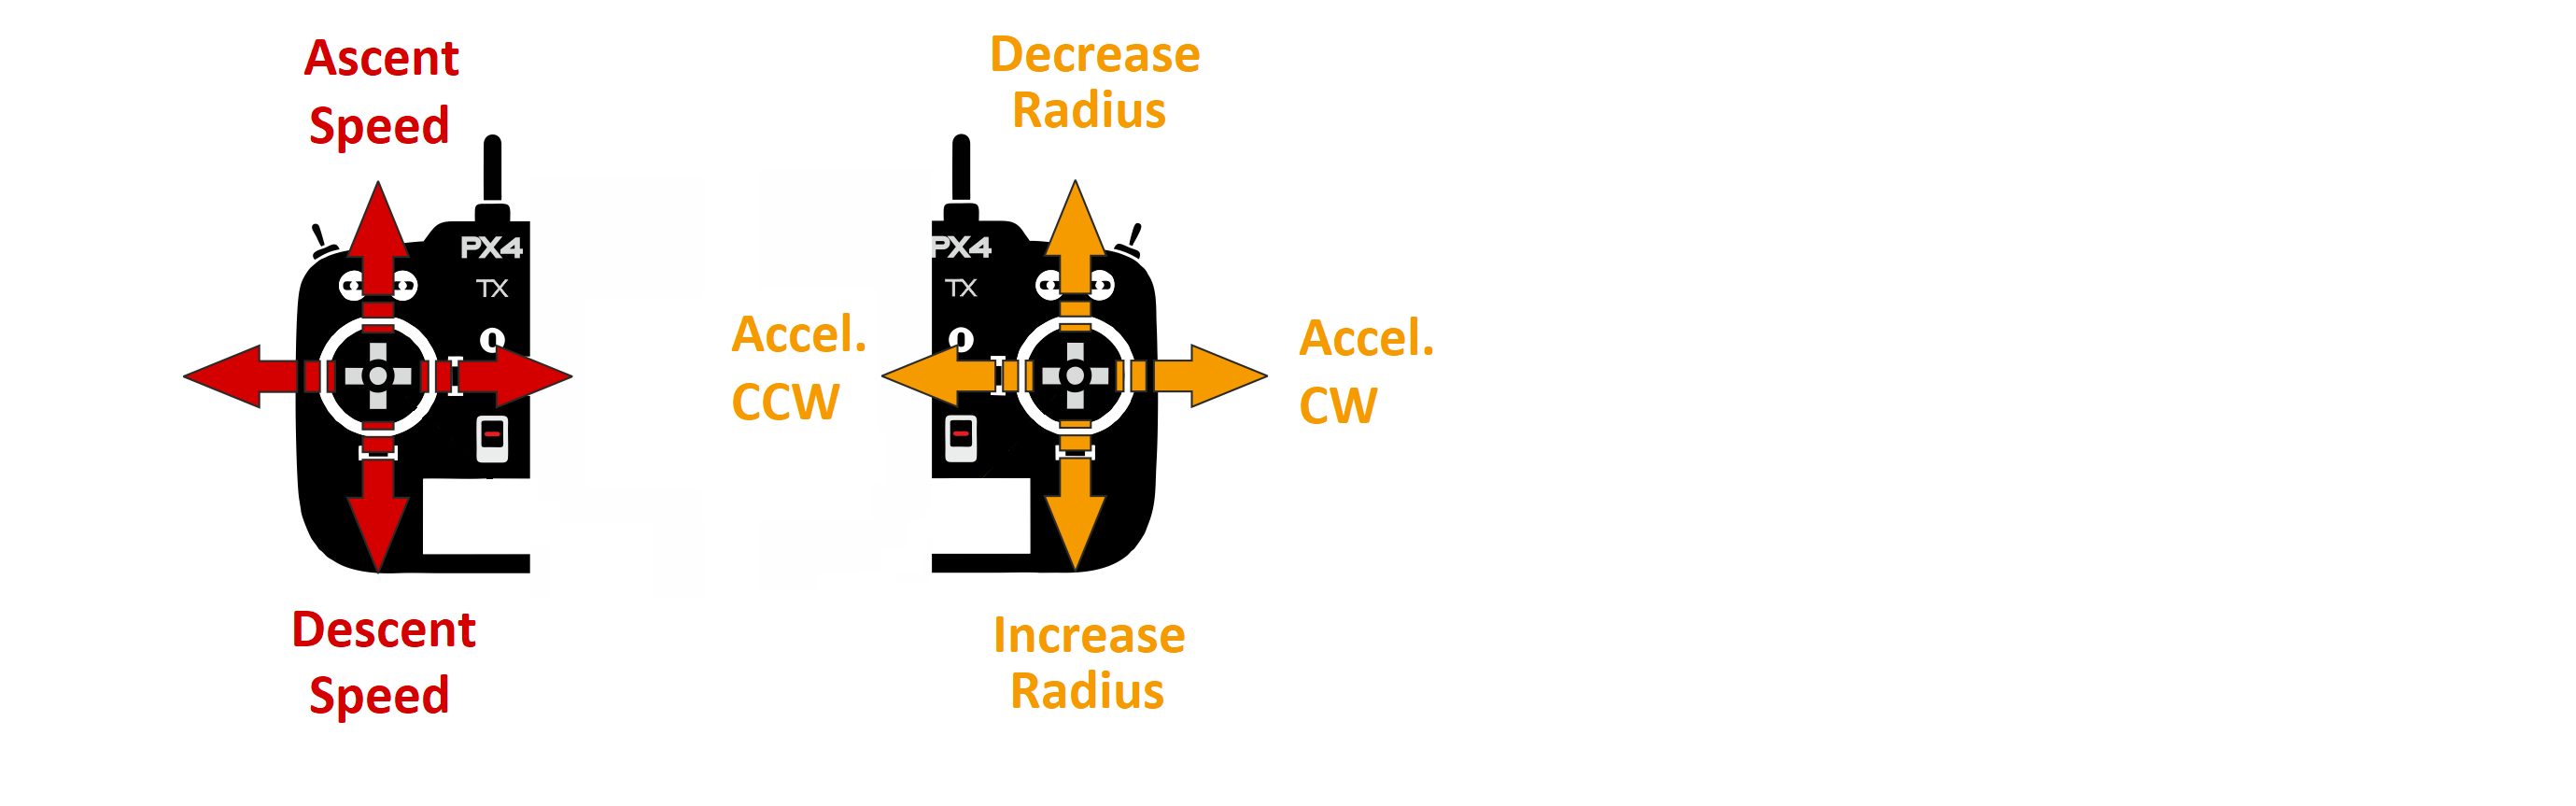 Ascent
Speed
PX4
TX
Descent
Speed
Decrease
Radius
PX4
TX
Accel.
CCW
Accel.
CW
Increase
Radius